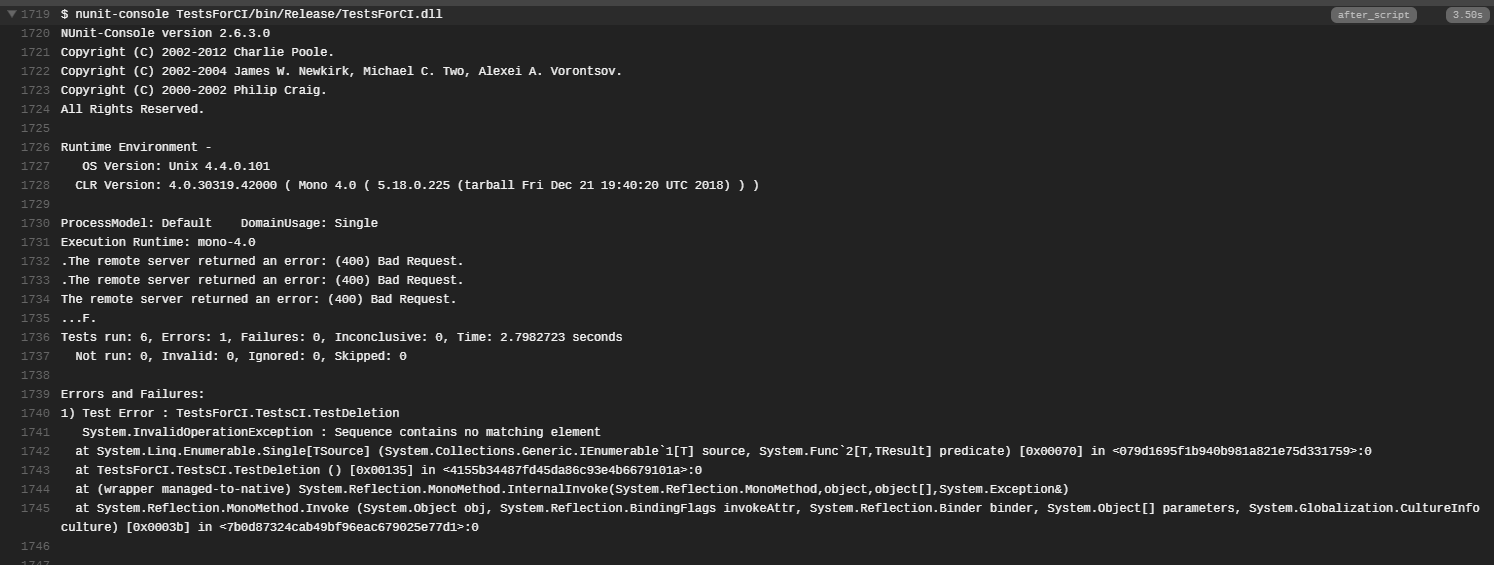 1719 $ nunit-console TestsForCI/bin/Release/TestsForCI.dll after_script 3.50s
1720 NUnit-Console version 2.6.3.0
1721 Copyright (C) 2002-2012 Charlie Poole.
1722 Copyright (C) 2002-2004 James W. Newkirk, Michael C. Two, Alexei A. Vorontsov.
1723 Copyright (C) 2000-2002 Philip Craig.
1724 All Rights Reserved.
1725
1726 Runtime Environment -
1727    OS Version: Unix 4.4.0.101
1728   CLR Version: 4.0.30319.42000 ( Mono 4.0 ( 5.18.0.225 (tarball Fri Dec 21 19:40:20 UTC 2018) ) )
1729
1730 ProcessModel: Default    DomainUsage: Single
1731 Execution Runtime: mono-4.0
1732 .The remote server returned an error: (400) Bad Request.
1733 .The remote server returned an error: (400) Bad Request.
1734 The remote server returned an error: (400) Bad Request.
1735 ...F.
1736 Tests run: 6, Errors: 1, Failures: 0, Inconclusive: 0, Time: 2.7982723 seconds
1737   Not run: 0, Invalid: 0, Ignored: 0, Skipped: 0
1738
1739 Errors and Failures:
1740 1) Test Error : TestsForCI.TestsCI.TestDeletion
1741    System.InvalidOperationException : Sequence contains no matching element
1742   at System.Linq.Enumerable.Single[TSource] (System.Collections.Generic.IEnumerable`1[T] source, System.Func`2[T,TResult] predicate) [0x00070] in <079d1695f1b940b981a821e75d331759>:0
1743   at TestsForCI.TestsCI.TestDeletion () [0x00135] in <4155b34487fd45da86c93e4b6679101a>:0
1744   at (wrapper managed-to-native) System.Reflection.MonoMethod.InternalInvoke(System.Reflection.MonoMethod,object,object[],System.Exception&)
1745   at System.Reflection.MonoMethod.Invoke (System.Object obj, System.Reflection.BindingFlags invokeAttr, System.Reflection.Binder binder, System.Object[] parameters, System.Globalization.CultureInfo
culture) [0x0003b] in <7b0d87324cab49bf96eac679025e77d1>:0
1746
1747